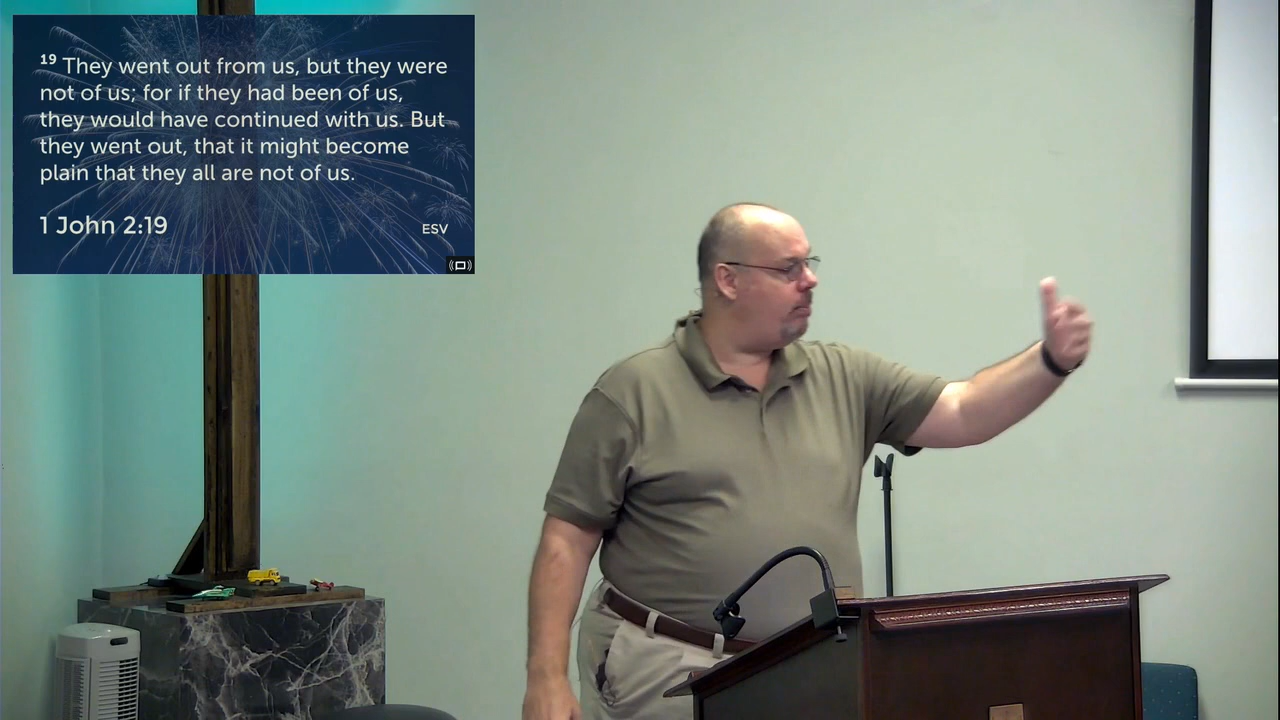 19 They went out from us, but they were
not of us; for if they had been of us,
they would have continued with us. But
they went out, that it might become
plain that they all are not of us.
1 John 2:19
ESV